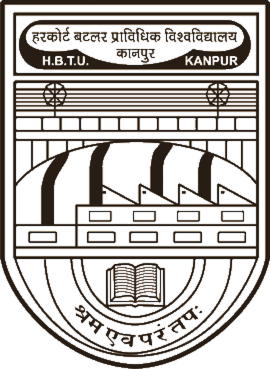 हरकोर्ट बटलर प्राविधिक विश्वविद्यालय
कानपुर
H.B.T.U. KANPUR
श्रम एव परं तपः